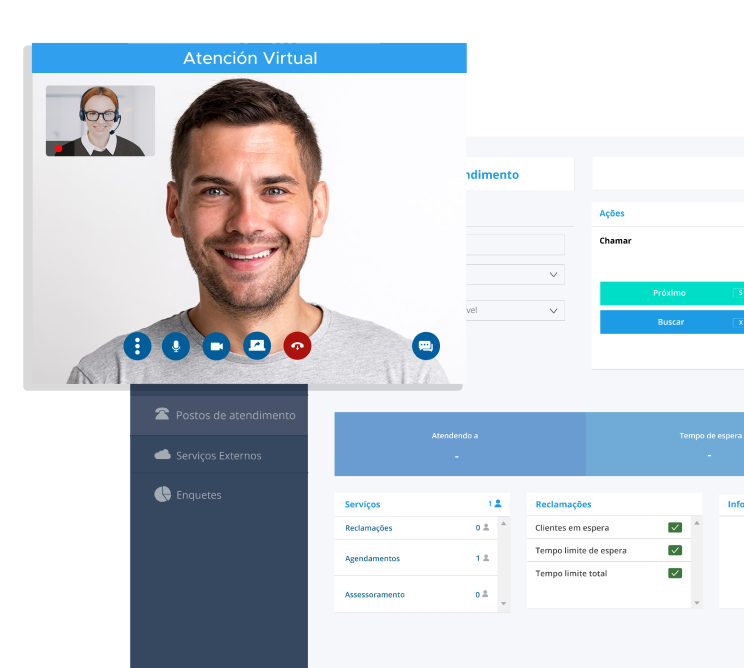 Atención Virtual
ndimento
Ações
Chamar
vel
Próximo
S
Buscar
X
Postos de atendimento
Serviços Externos
Enquetes
Atendendo a
-
Tempo de espera
-
Serviços 1
Reclamações 0
Agendamentos 1
Assessoramento 0
Reclamações
Clientes em espera
Tempo limite de espera
Tempo limite total
Info